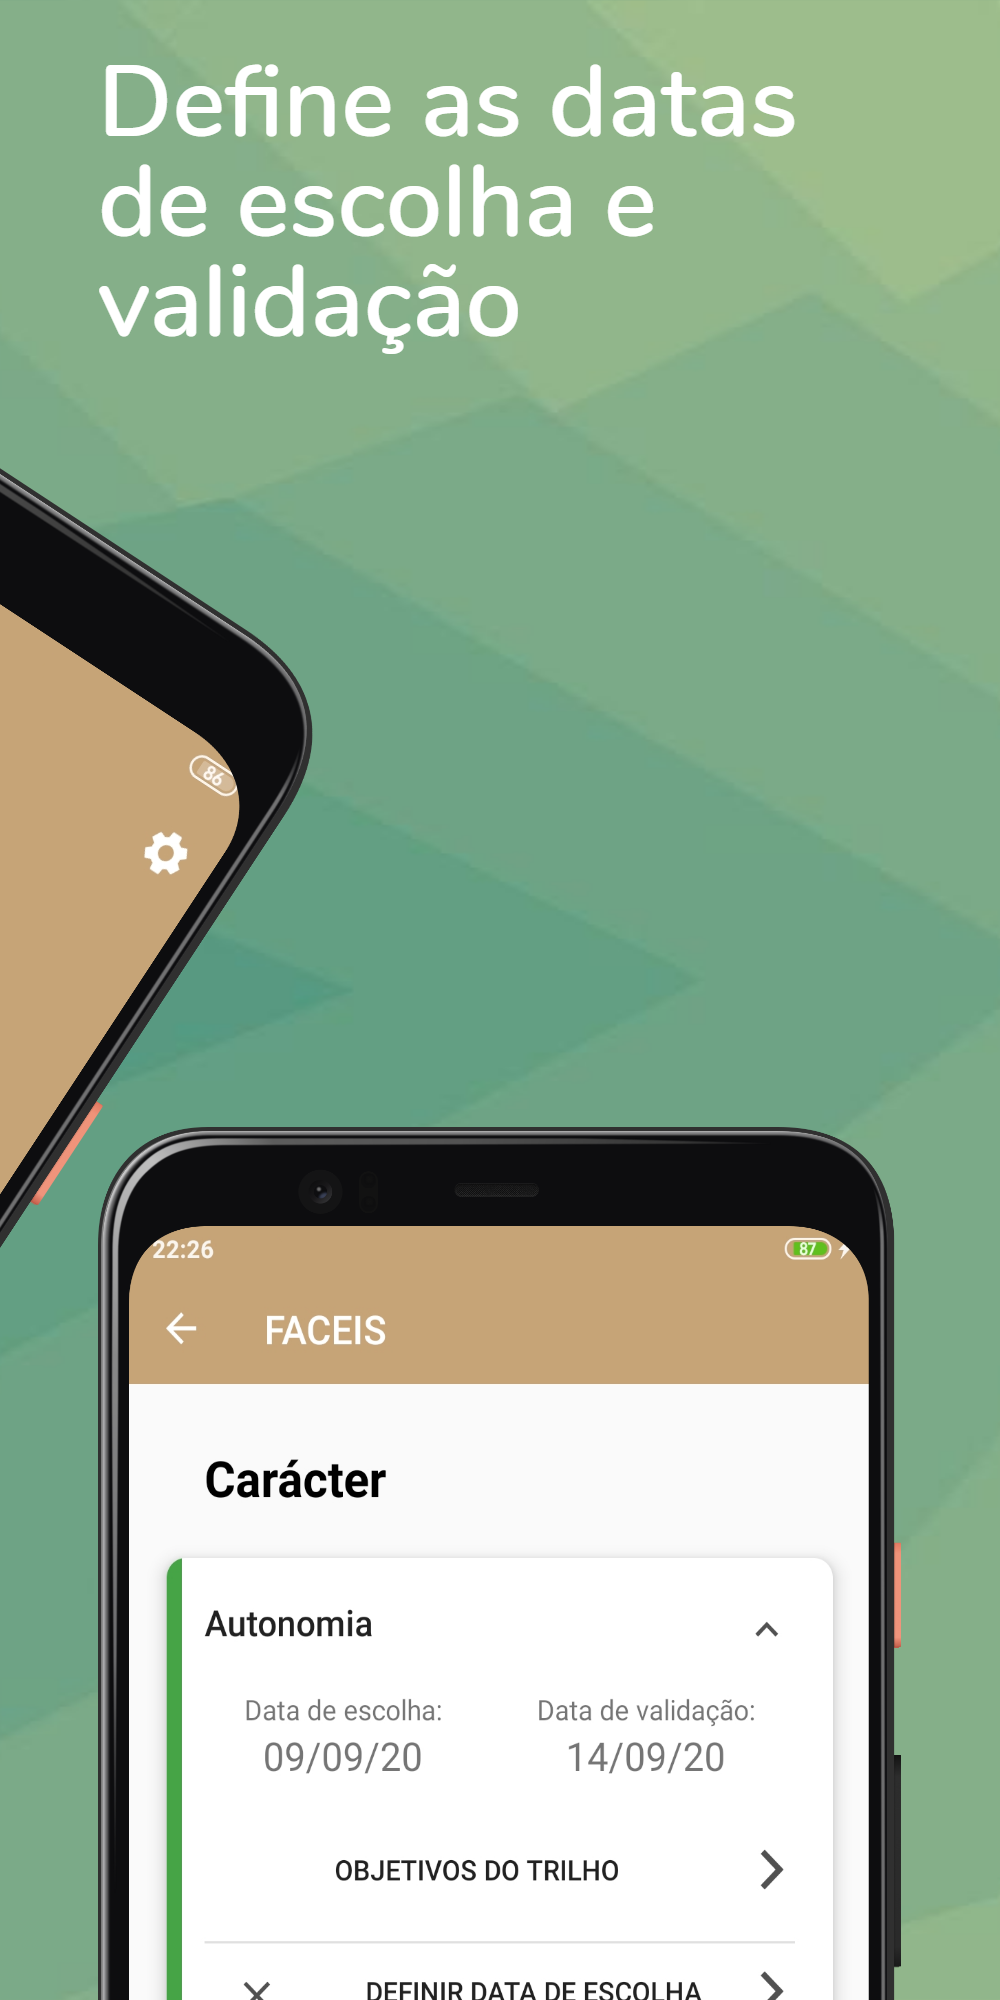 Define as datas
de escolha e
validação
86
22:26
87
FACEIS
Carácter
Autonomia
Data de escolha: Data de validação:
09/09/20 14/09/20
OBJETIVOS DO TRILHO
DEFINIR DATA DE ESCOLHA